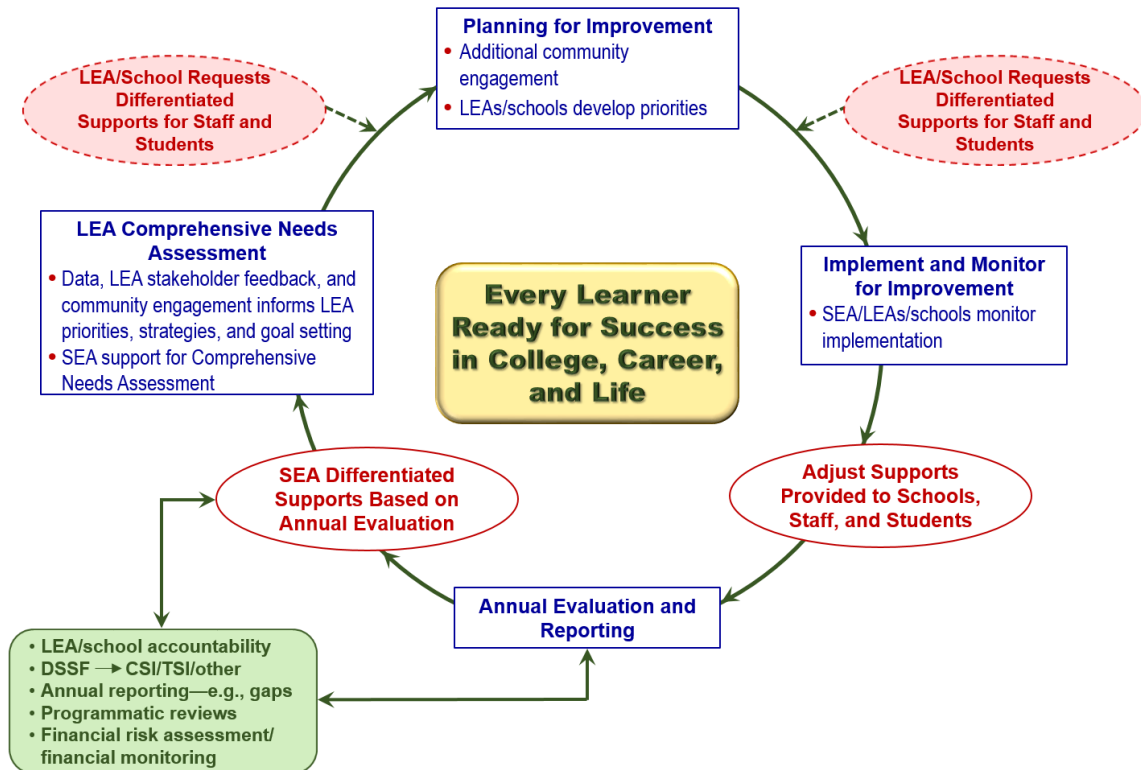 Planning for Improvement
• Additional community
engagement
• LEAs/schools develop priorities
LEA/School Requests
Differentiated
Supports for Staff and
Students
LEA/School Requests
Differentiated
Supports for Staff and
Students
LEA Comprehensive Needs
Assessment
• Data, LEA stakeholder feedback, and
community engagement informs LEA
priorities, strategies, and goal setting
• SEA support for Comprehensive
Needs Assessment
Every Learner
Ready for Success
in College, Career,
and Life
Implement and Monitor
for Improvement
• SEA/LEAs/schools monitor
implementation
SEA Differentiated
Supports Based on
Annual Evaluation
Adjust Supports
Provided to Schools,
Staff, and Students
Annual Evaluation and
Reporting
• LEA/school accountability
• DSSF → CSI/TSI/other
• Annual reporting—e.g., gaps
• Programmatic reviews
• Financial risk assessment/
financial monitoring